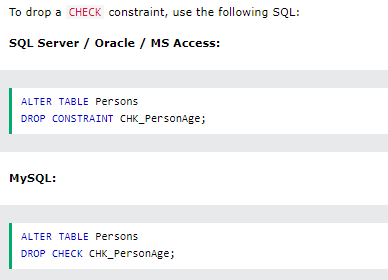 To drop a CHECK constraint, use the following SQL:
SQL Server / Oracle / MS Access:
ALTER TABLE Persons
DROP CONSTRAINT CHK_PersonAge;
MySQL:
ALTER TABLE Persons
DROP CHECK CHK_PersonAge;